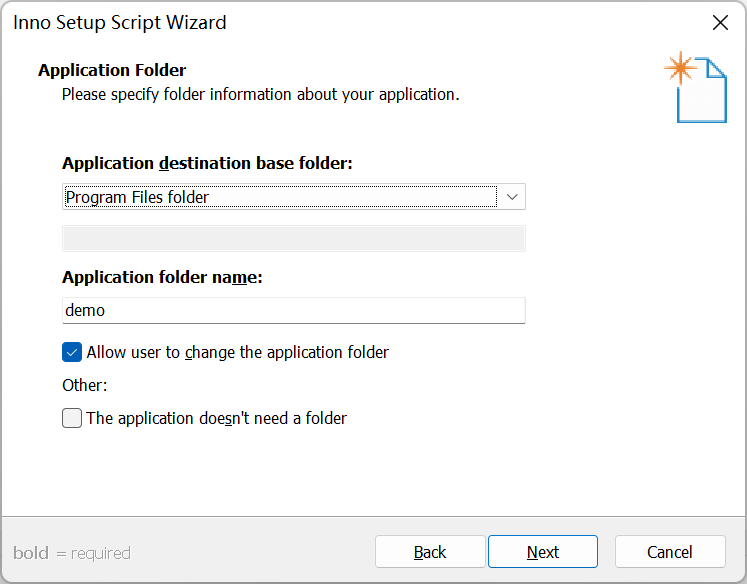 Inno Setup Script Wizard
Application Folder
Please specify folder information about your application.
Application destination base folder:
Program Files folder
Application folder name:
demo
Allow user to change the application folder
Other:
The application doesn't need a folder
bold = required
Back
Next
Cancel